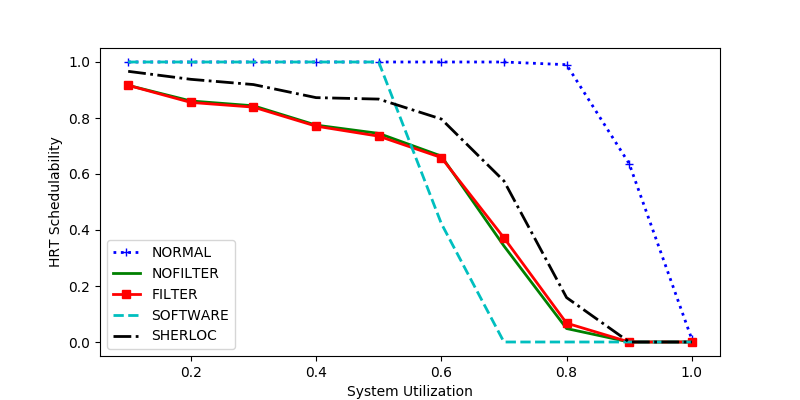 1.0
0.8
0.6
0.4
0.2
0.0
HRT Schedulability
NORMAL
NOFILTER
FILTER
SOFTWARE
SHERLOC
0.2 0.4 0.6 0.8 1.0
System Utilization